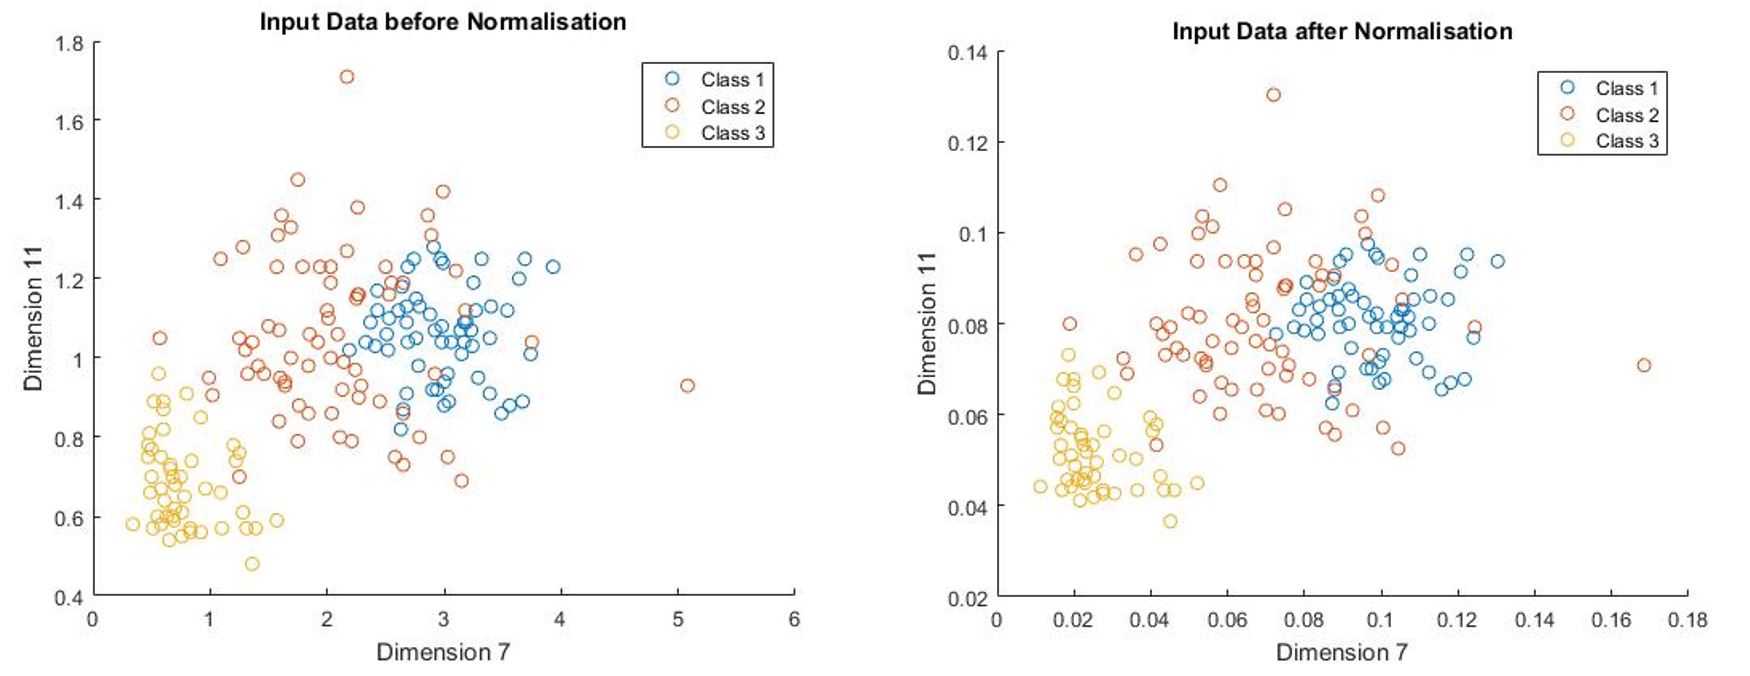 Input Data before Normalisation
1.8
1.6
1.4
1.2
1
0.8
0.6
0.4
Dimension 11
0
1
2
3
4
5
6
Dimension 7
Class 1
Class 2
Class 3
Input Data after Normalisation
0.14
0.12
0.1
0.08
0.06
0.04
0.02
Dimension 11
0
0.02
0.04
0.06
0.08
0.1
0.12
0.14
0.16
0.18
Dimension 7
Class 1
Class 2
Class 3